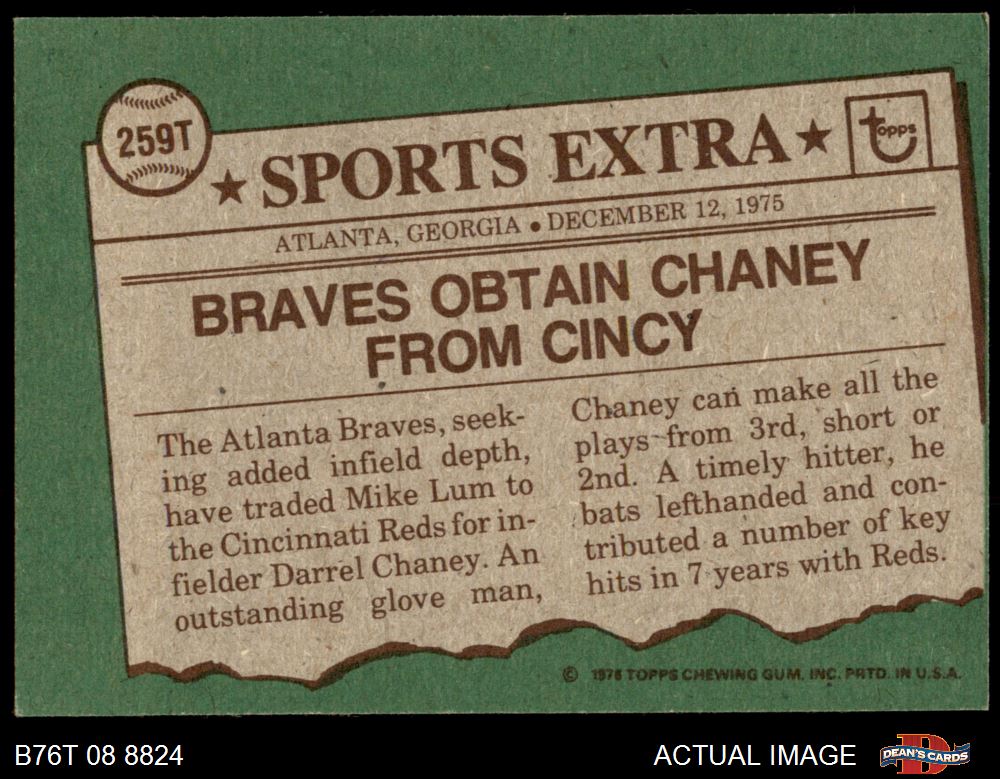 259T
★ SPORTS EXTRA ★
topps
ATLANTA, GEORGIA • DECEMBER 12, 1975
BRAVES OBTAIN CHANEY
FROM CINCY
The Atlanta Braves, seek-
ing added infield depth,
have traded Mike Lum to
the Cincinnati Reds for in-
fielder Darrel Chaney. An
outstanding glove man,
Chaney can make all the
plays from 3rd, short or
2nd. A timely hitter, he
bats lefthanded and con-
tributed a number of key
hits in 7 years with Reds.
© 1976 TOPPS CHEWING GUM, INC. PRTD. IN U.S.A.
B76T 08 8824
ACTUAL IMAGE
DEAN'S CARDS